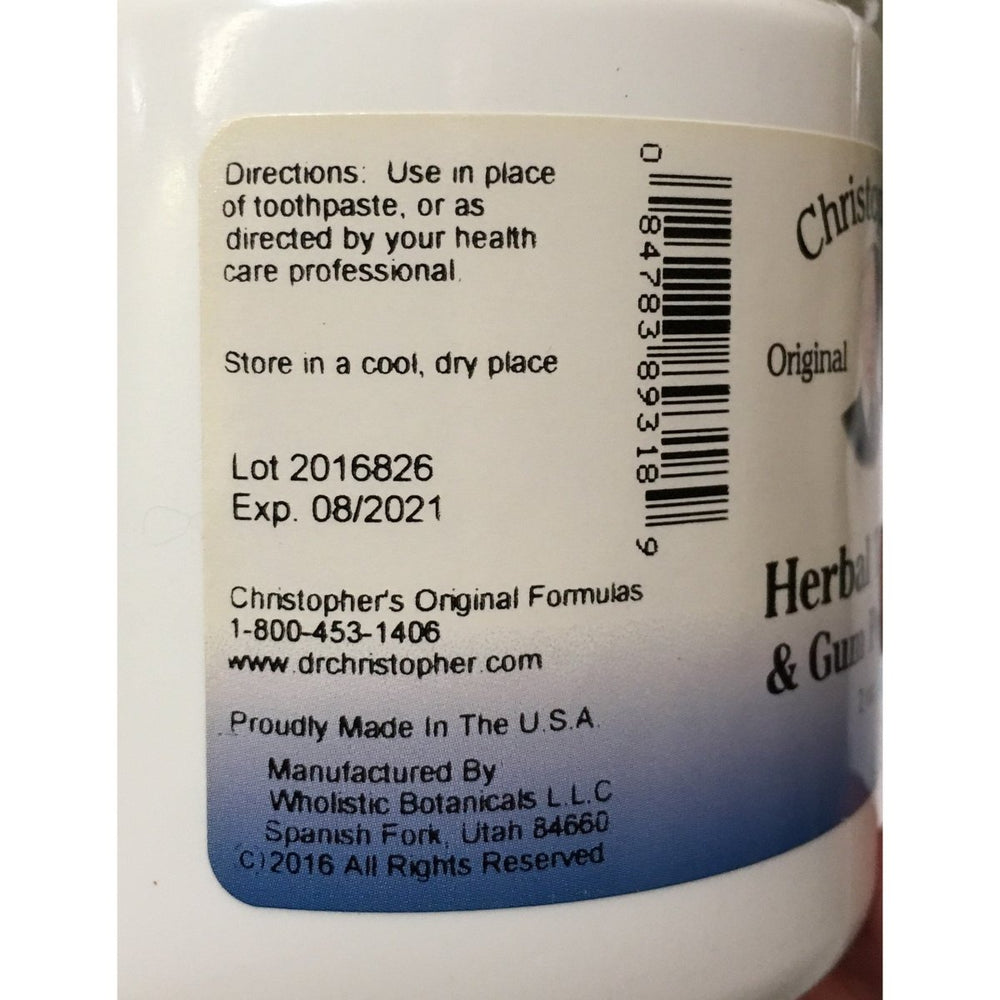 Directions: Use in place
of toothpaste, or as
directed by your health
care professional.
Store in a cool, dry place
Lot 2016826
Exp. 08/2021
Christopher's Original Formulas
1-800-453-1406
www.drchristopher.com
Proudly Made In The U.S.A.
Manufactured By
Wholistic Botanicals L.L.C
Spanish Fork, Utah 84660
(C)2016 All Rights Reserved
0 84783 89318 9
Original
Herbal
& Gum